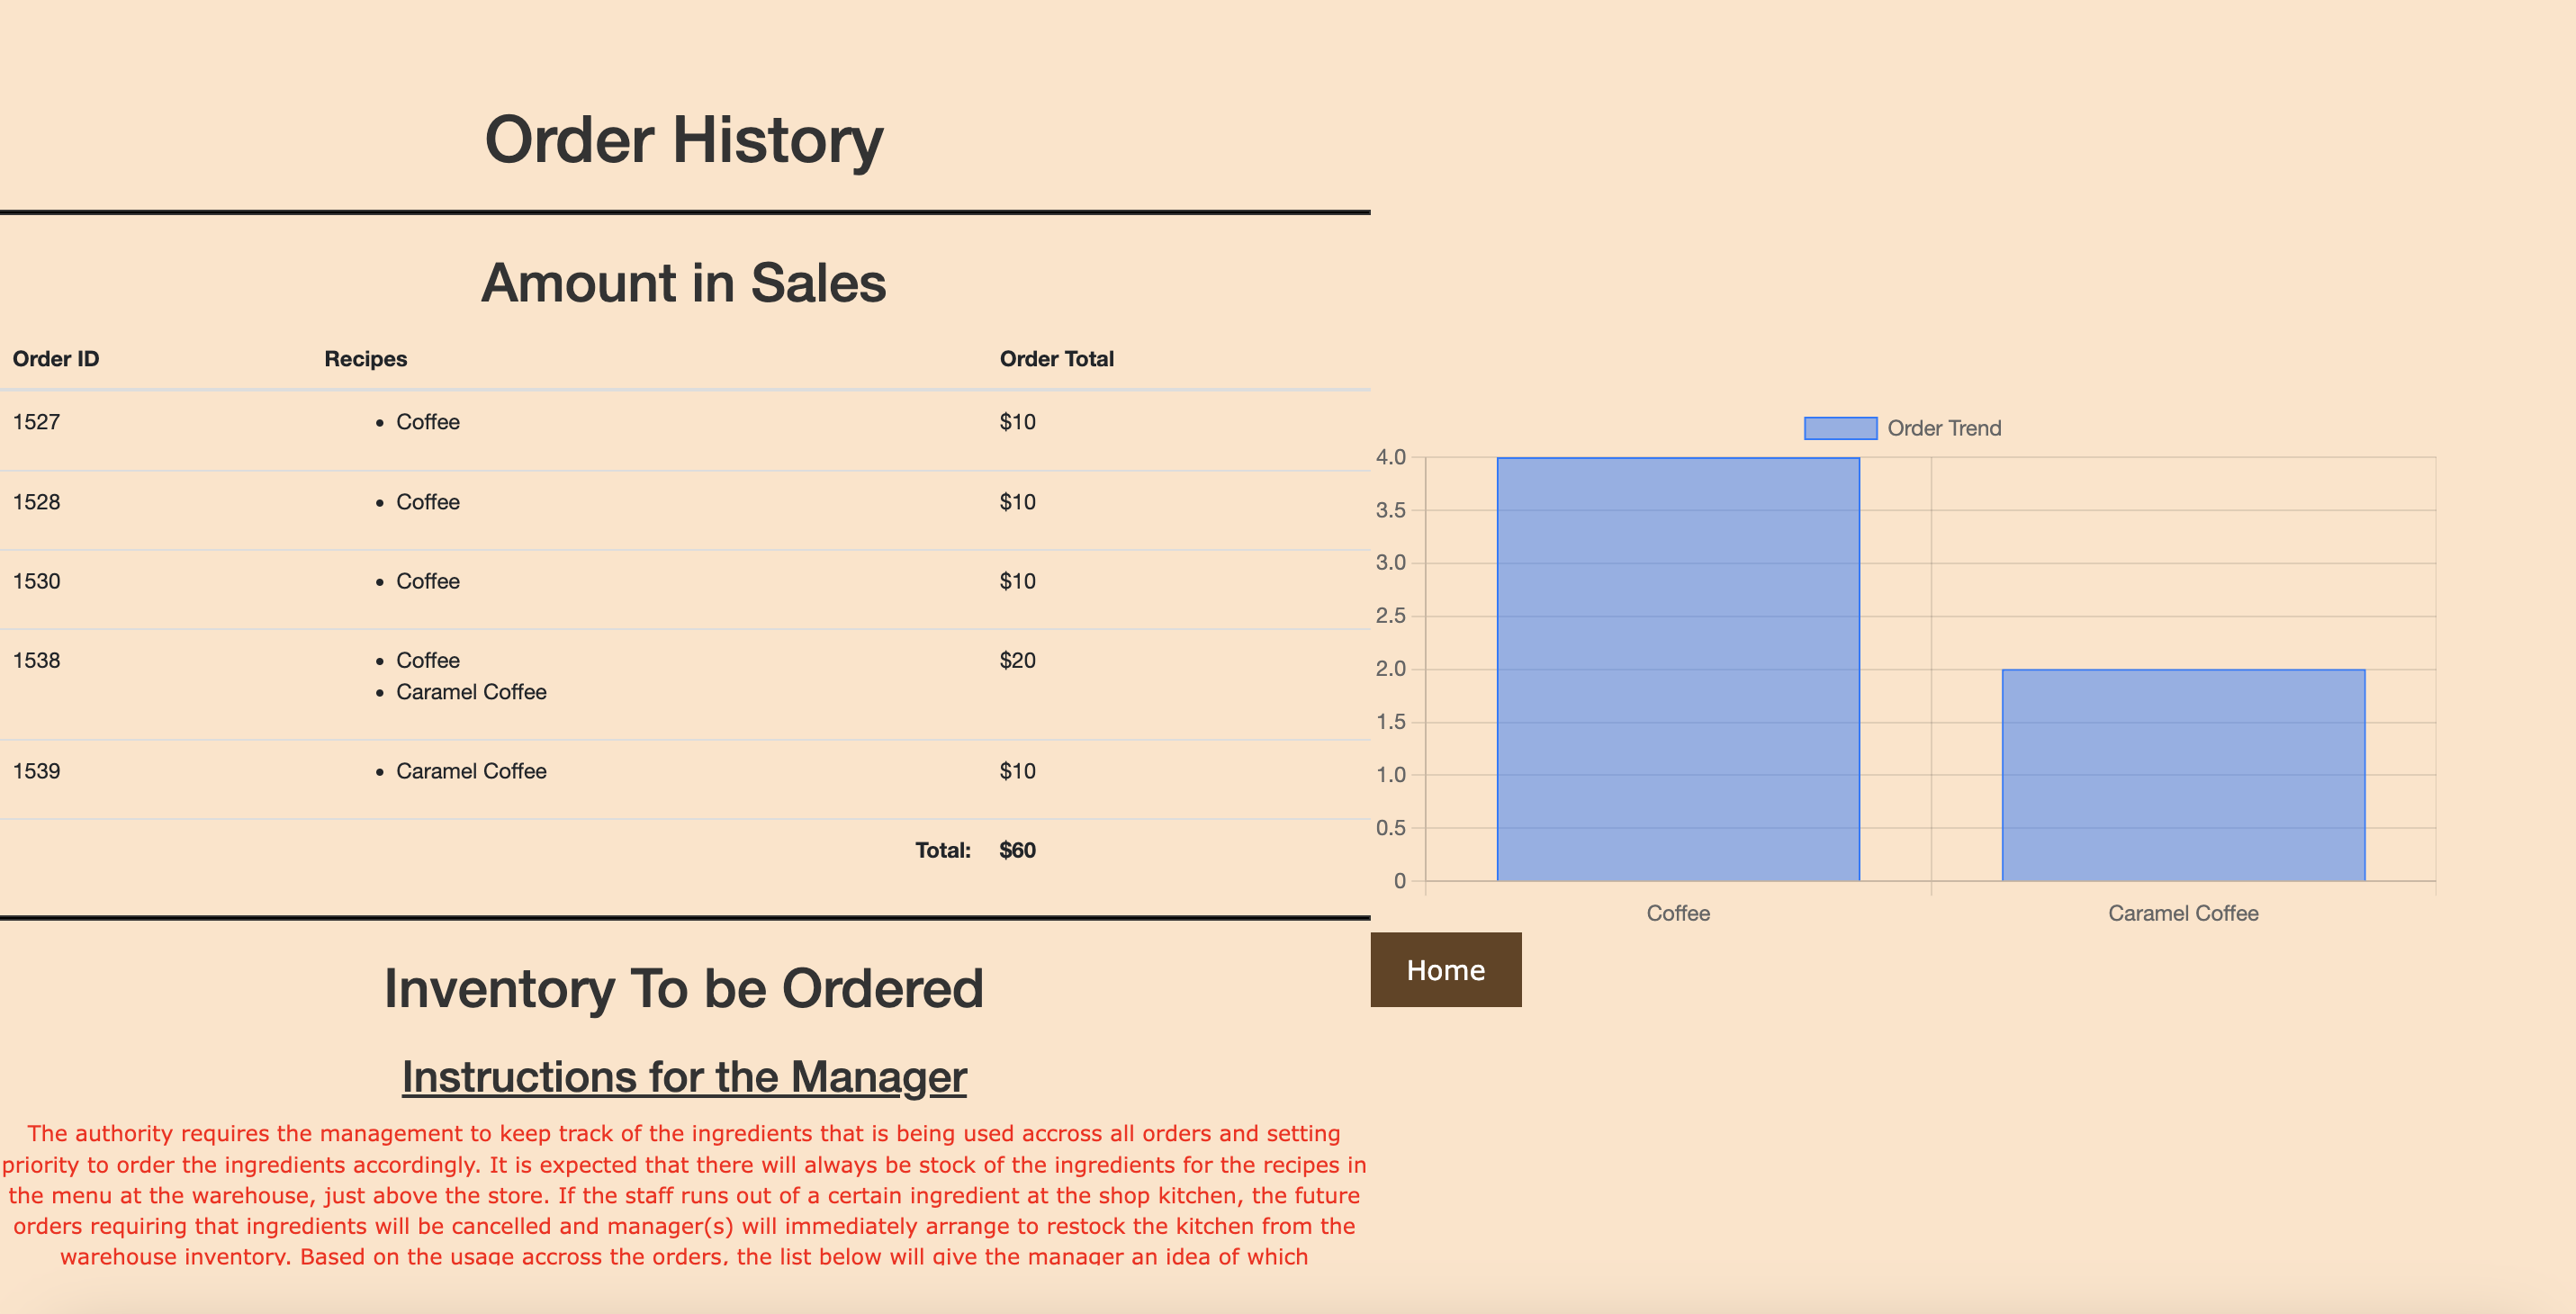 Order History
Amount in Sales
Order ID Recipes Order Total
1527 • Coffee $10
1528 • Coffee $10
1530 • Coffee $10
1538 • Coffee $20
• Caramel Coffee
1539 • Caramel Coffee $10
Total: $60
Inventory To be Ordered
Instructions for the Manager
The authority requires the management to keep track of the ingredients that is being used accross all orders and setting
priority to order the ingredients accordingly. It is expected that there will always be stock of the ingredients for the recipes in
the menu at the warehouse, just above the store. If the staff runs out of a certain ingredient at the shop kitchen, the future
orders requiring that ingredients will be cancelled and manager(s) will immediately arrange to restock the kitchen from the
warehouse inventory. Based on the usage accross the orders, the list below will give the manager an idea of which
Order Trend
4.0
3.5
3.0
2.5
2.0
1.5
1.0
0.5
0
Coffee Caramel Coffee
Home